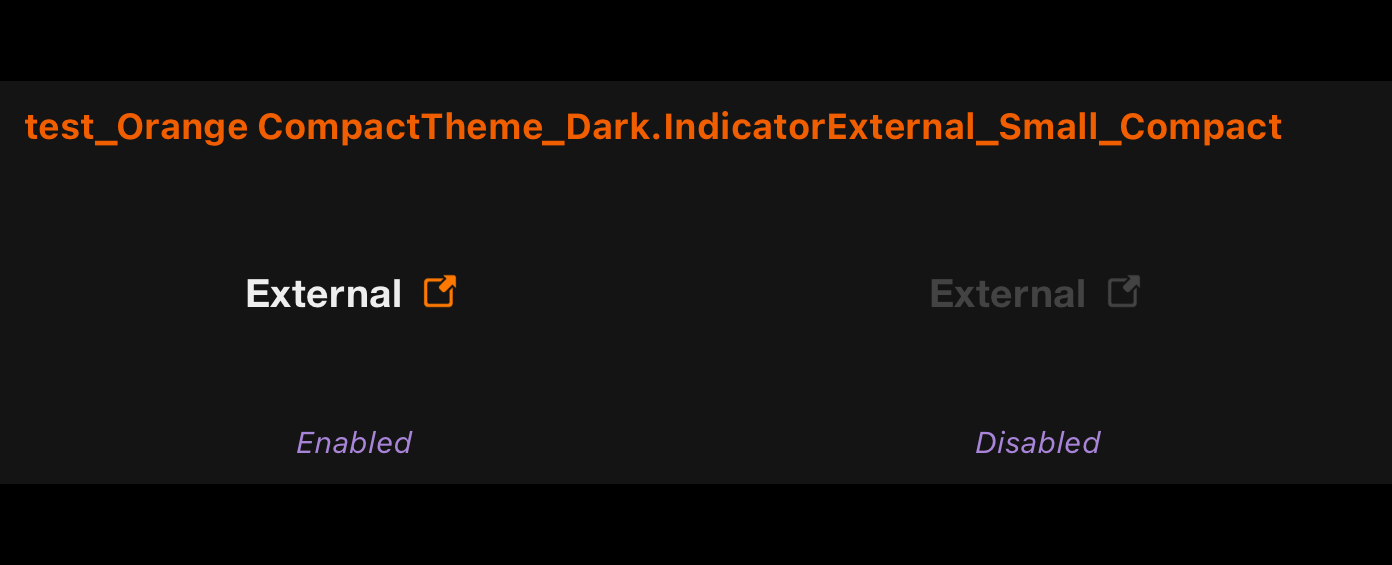 test_Orange CompactTheme_Dark.IndicatorExternal_Small_Compact
External External
Enabled Disabled